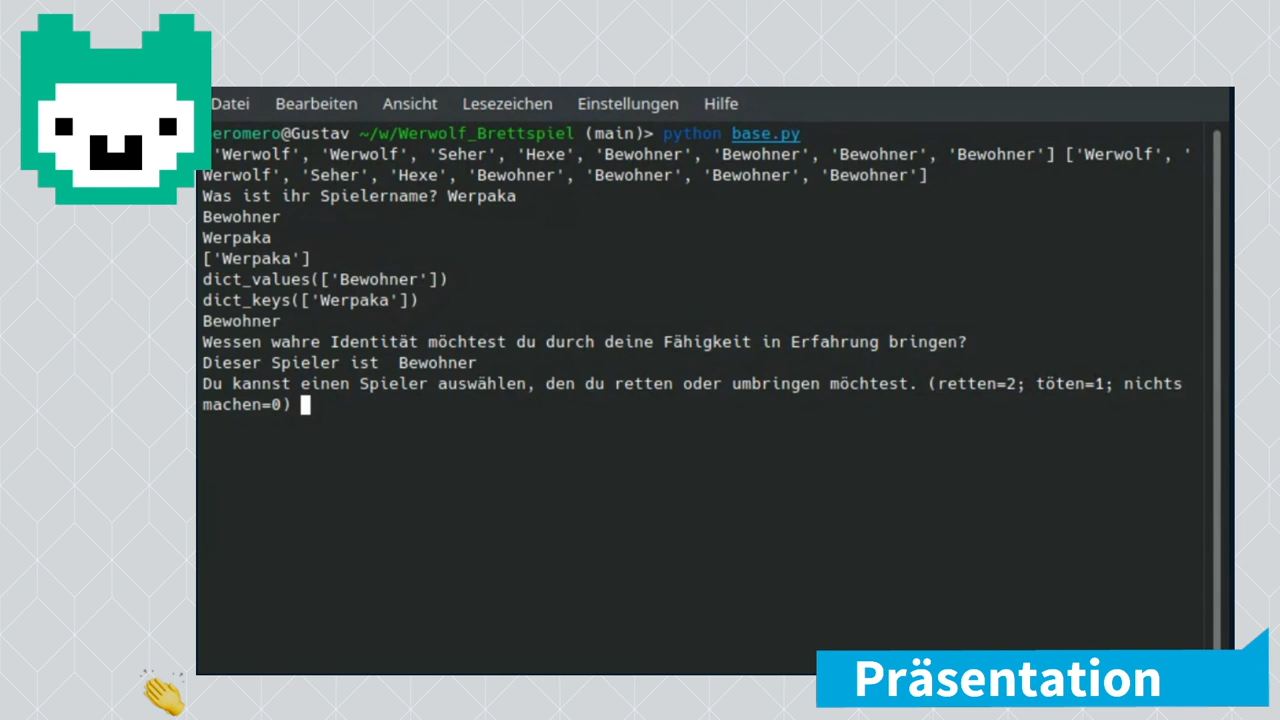 Datei Bearbeiten Ansicht Lesezeichen Einstellungen Hilfe
eromero@Gustav ~/w/Werwolf_Brettspiel (main)> python base.py
'Werwolf', 'Werwolf', 'Seher', 'Hexe', 'Bewohner', 'Bewohner', 'Bewohner', 'Bewohner'] ['Werwolf', '
Werwolf', 'Seher', 'Hexe', 'Bewohner', 'Bewohner', 'Bewohner', 'Bewohner']
Was ist ihr Spielername? Werpaka
Bewohner
Werpaka
['Werpaka']
dict_values(['Bewohner'])
dict_keys(['Werpaka'])
Bewohner
Wessen wahre Identität möchtest du durch deine Fähigkeit in Erfahrung bringen?
Dieser Spieler ist  Bewohner
Du kannst einen Spieler auswählen, den du retten oder umbringen möchtest. (retten=2; töten=1; nichts
machen=0)
Präsentation